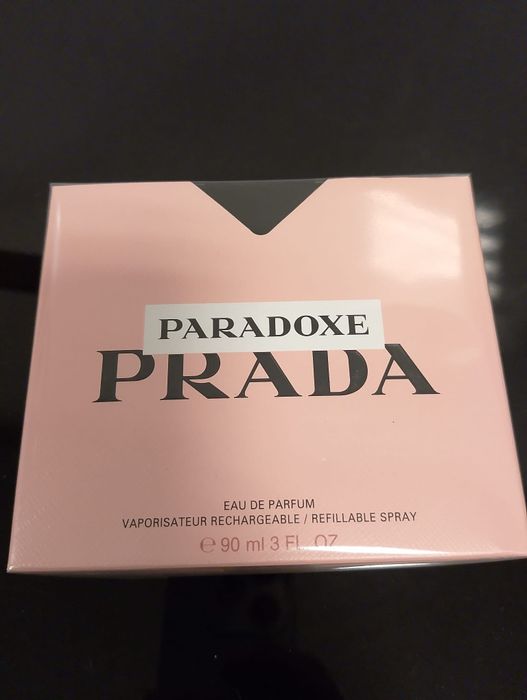 PARADOXE
PRADA
EAU DE PARFUM
VAPORISATEUR RECHARGEABLE / REFILLABLE SPRAY
℮ 90 ml 3 FL. OZ